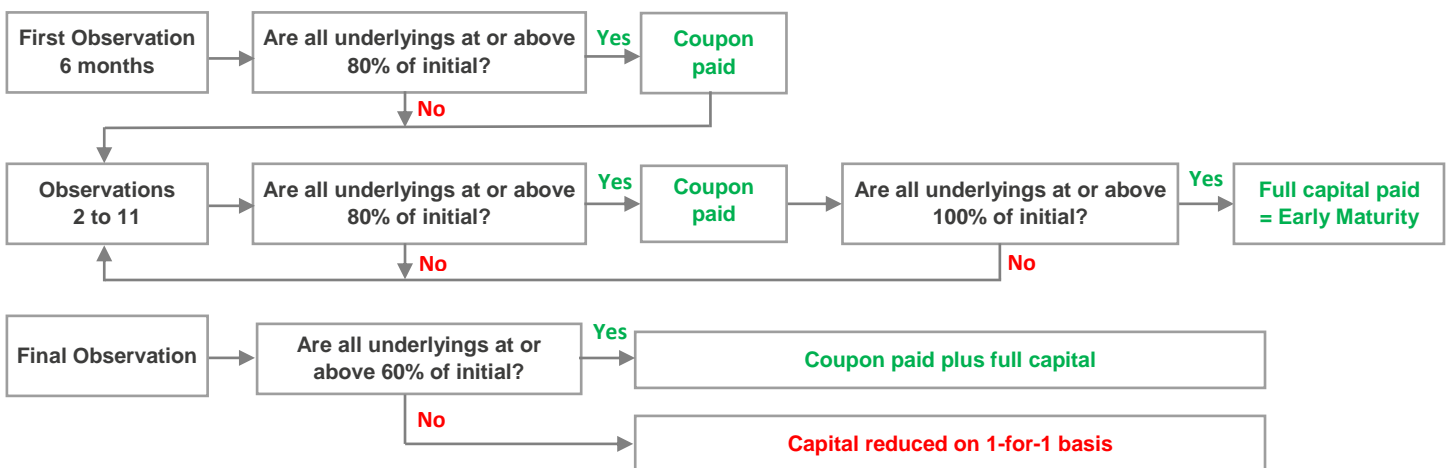 First Observation
6 months
Are all underlyings at or above
80% of initial?
Yes
Coupon
paid
No
Observations
2 to 11
Are all underlyings at or above
80% of initial?
Yes
Coupon
paid
Are all underlyings at or above
100% of initial?
Yes
Full capital paid
= Early Maturity
No
No
Final Observation
Are all underlyings at or
above 60% of initial?
Yes
Coupon paid plus full capital
No
Capital reduced on 1-for-1 basis